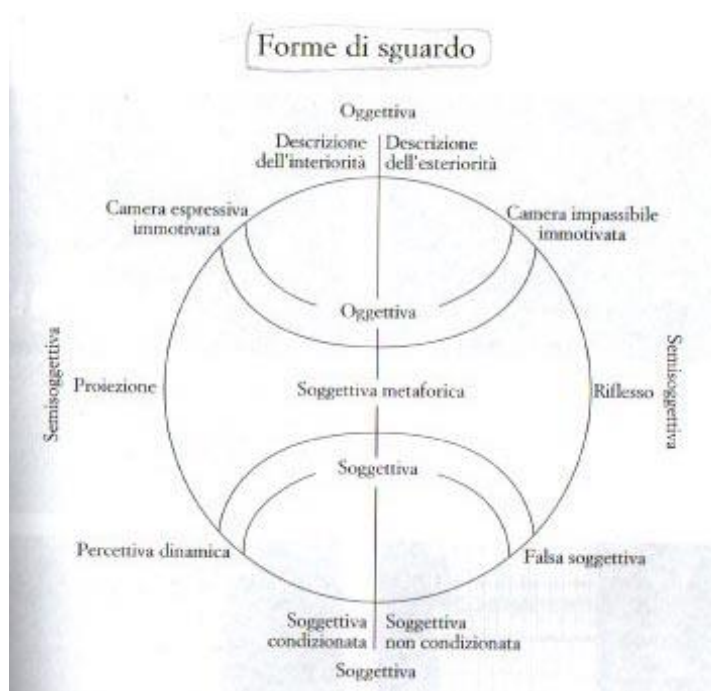 Forme di sguardo
Oggettiva
Descrizione
dell'interiorità
Descrizione
dell'esteriorità
Camera espressiva
immotivata
Camera impassibile
immotivata
Oggettiva
Semisoggettiva
Proiezione
Soggettiva metaforica
Riflesso
Semisoggettiva
Soggettiva
Percettiva dinamica
Falsa soggettiva
Soggettiva
condizionata
Soggettiva
non condizionata
Soggettiva